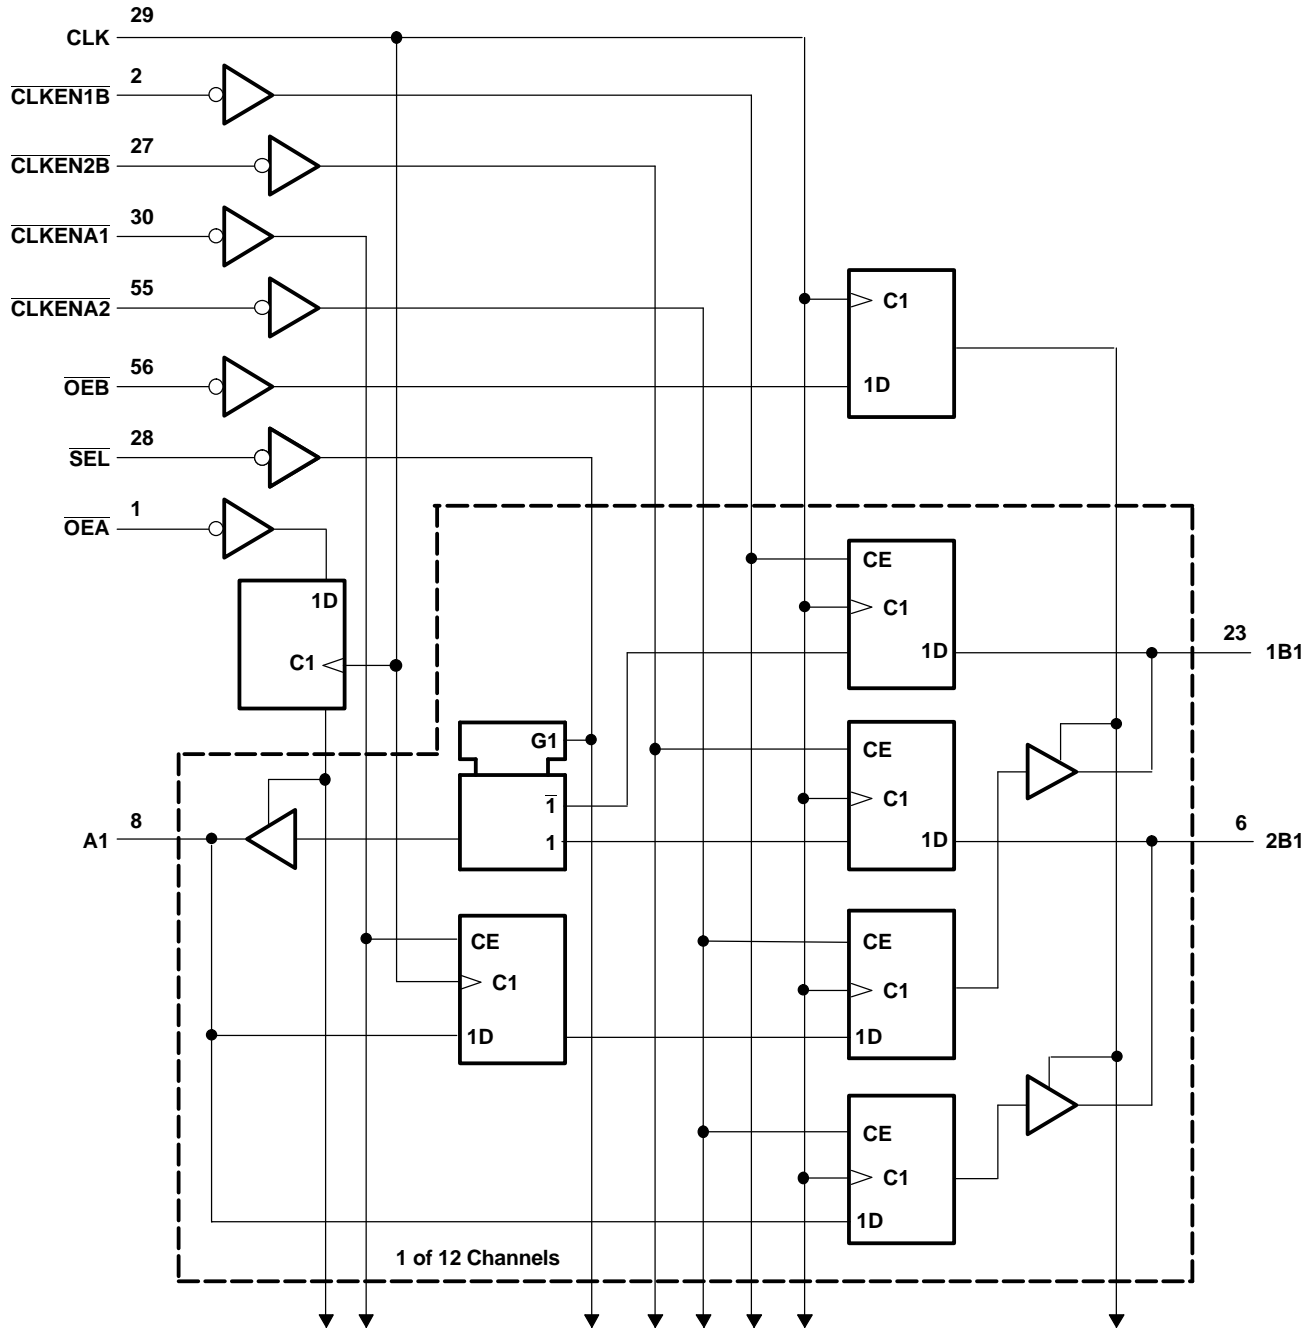 29
CLK
2
CLKEN1B
27
CLKEN2B
30
CLKENA1
55
CLKENA2
56
OEB
28
SEL
1
OEA
C1
1D
1D
C1
CE
C1
1D
23
1B1
G1
1
1
CE
C1
1D
6
2B1
8
A1
CE
C1
1D
CE
C1
1D
CE
C1
1D
1 of 12 Channels